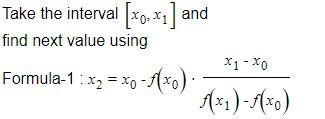 Take the interval [x₀, x₁] and
find next value using
Formula-1 : x₂ = x₀ - f(x₀) · (x₁ - x₀) / (f(x₁) - f(x₀))